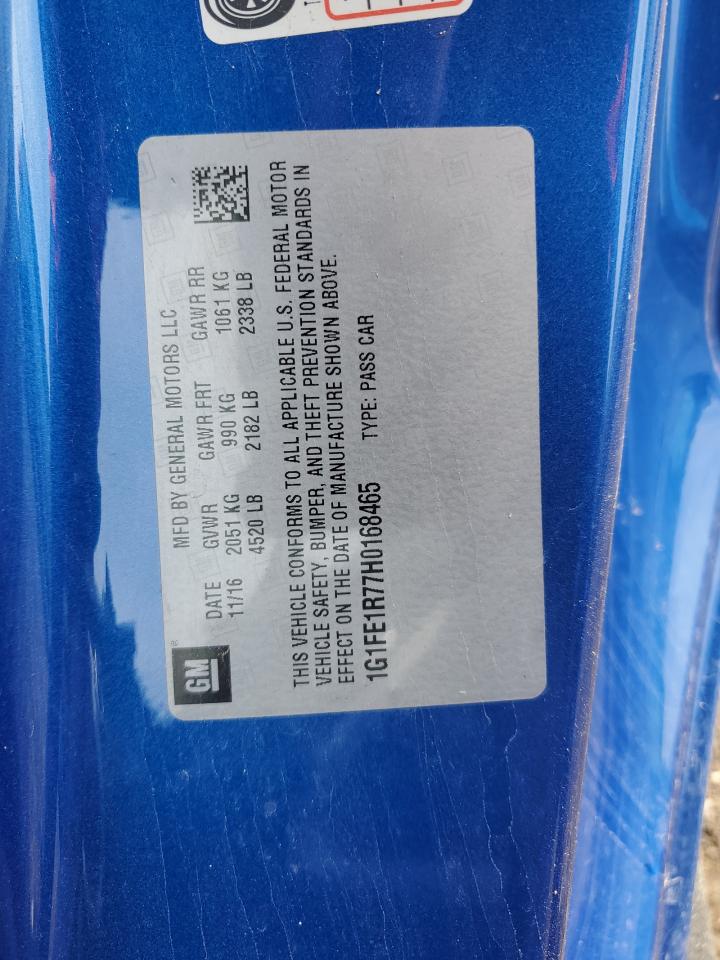 GM
®
MFD BY GENERAL MOTORS LLC
DATE GVWR GAWR FRT GAWR RR
11/16 2051 KG 990 KG 1061 KG
4520 LB 2182 LB 2338 LB
THIS VEHICLE CONFORMS TO ALL APPLICABLE U.S. FEDERAL MOTOR
VEHICLE SAFETY, BUMPER, AND THEFT PREVENTION STANDARDS IN
EFFECT ON THE DATE OF MANUFACTURE SHOWN ABOVE.
1G1FE1R77H0168465 TYPE: PASS CAR